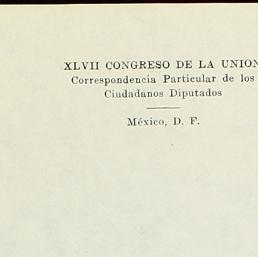 XLVII CONGRESO DE LA UNION
Correspondencia Particular de los
Ciudadanos Diputados
México, D. F.